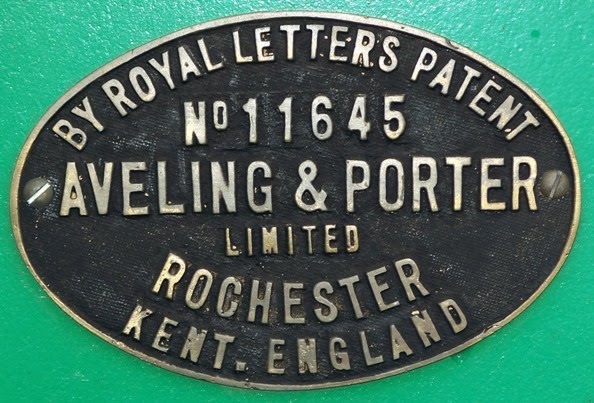 BY ROYAL LETTERS PATENT
No 11645
AVELING & PORTER
LIMITED
ROCHESTER
KENT. ENGLAND